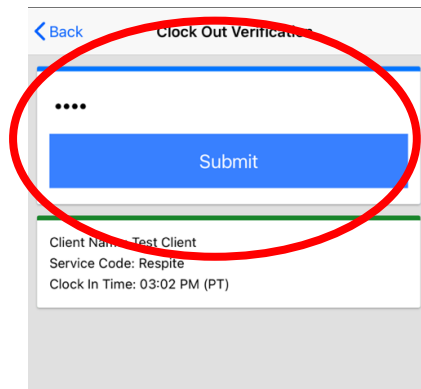 Back Clock Out Verification
••••
Submit
Client Name: Test Client
Service Code: Respite
Clock In Time: 03:02 PM (PT)